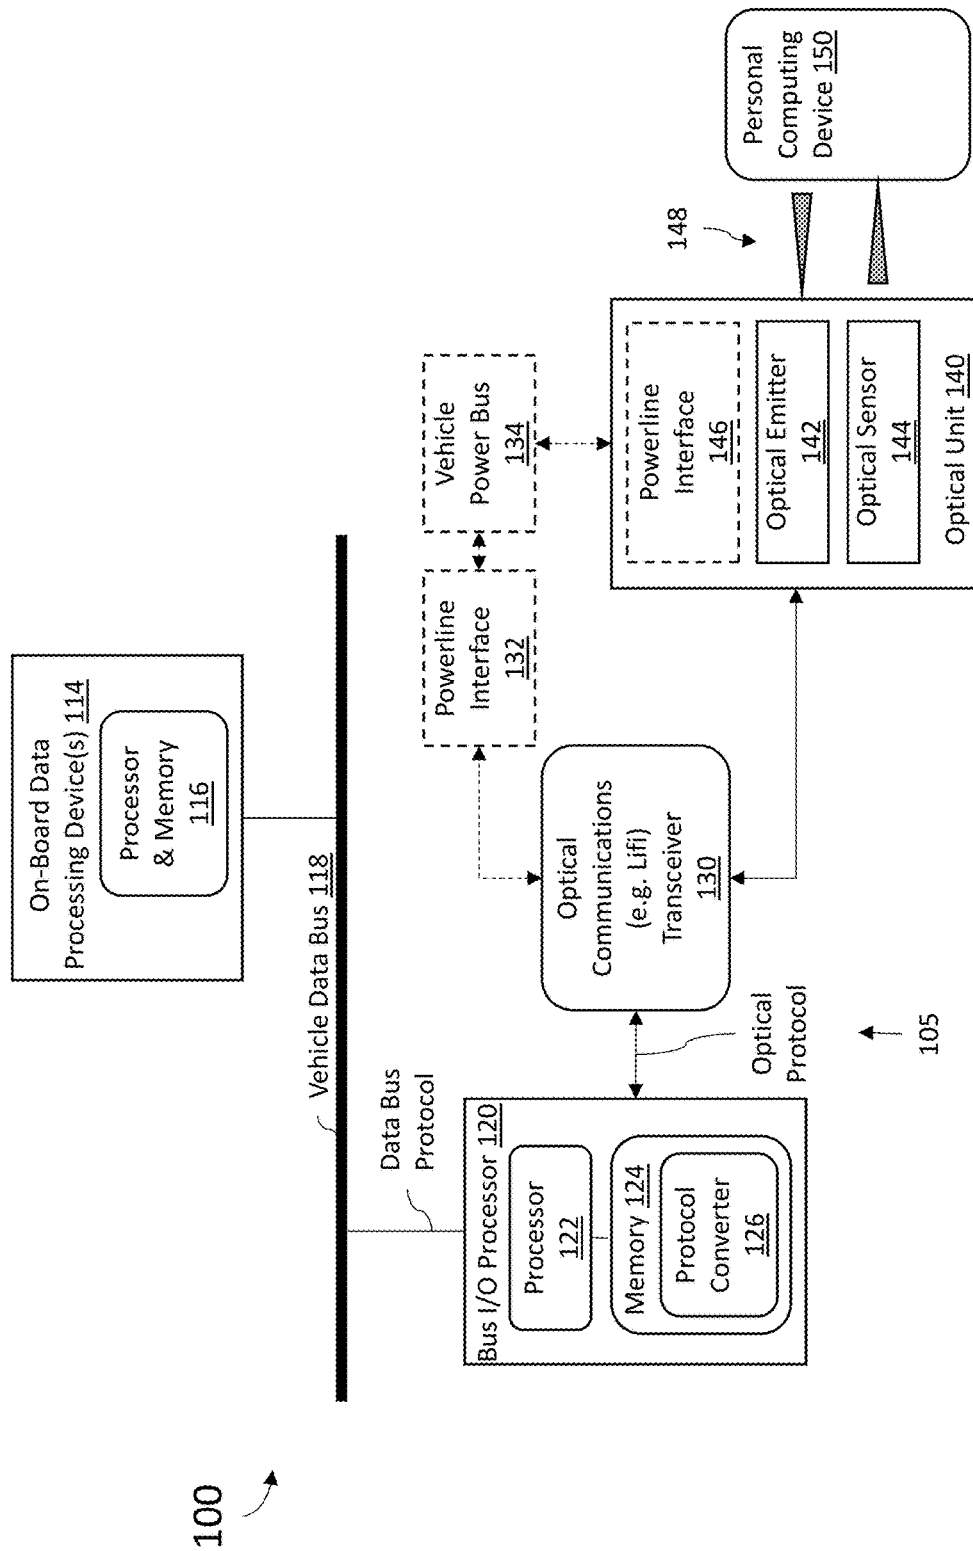 100
On-Board Data
Processing Device(s) 114
Processor
& Memory
116
Vehicle Data Bus 118
Data Bus
Protocol
Bus I/O Processor 120
Processor
122
Memory 124
Protocol
Converter
126
Optical
Protocol
105
Optical
Communications
(e.g. Lifi)
Transceiver
130
Powerline
Interface
132
Vehicle
Power Bus
134
Powerline
Interface
146
Optical Emitter
142
Optical Sensor
144
Optical Unit 140
148
Personal
Computing
Device 150